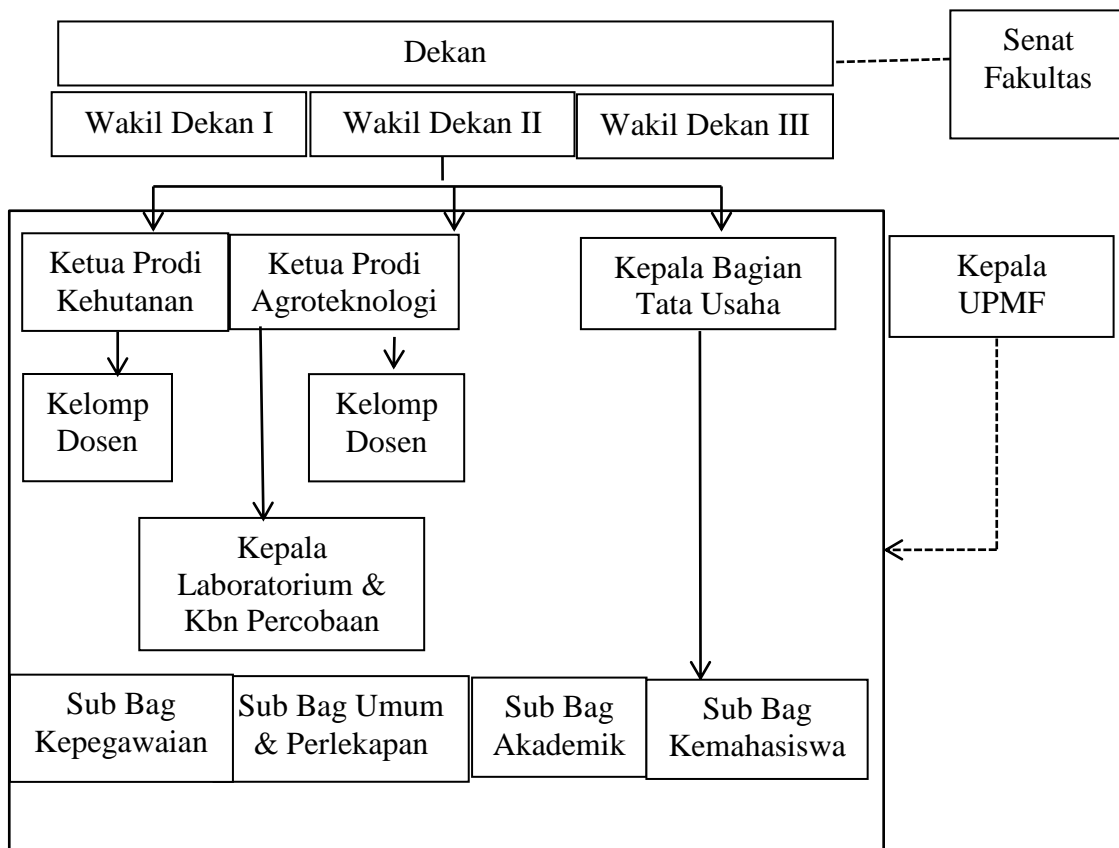 Dekan
Senat
Fakultas
Wakil Dekan I
Wakil Dekan II
Wakil Dekan III
Ketua Prodi
Kehutanan
Ketua Prodi
Agroteknologi
Kepala Bagian
Tata Usaha
Kepala
UPMF
Kelomp
Dosen
Kelomp
Dosen
Kepala
Laboratorium &
Kbn Percobaan
Sub Bag
Kepegawaian
Sub Bag Umum
& Perlekapan
Sub Bag
Akademik
Sub Bag
Kemahasiswa